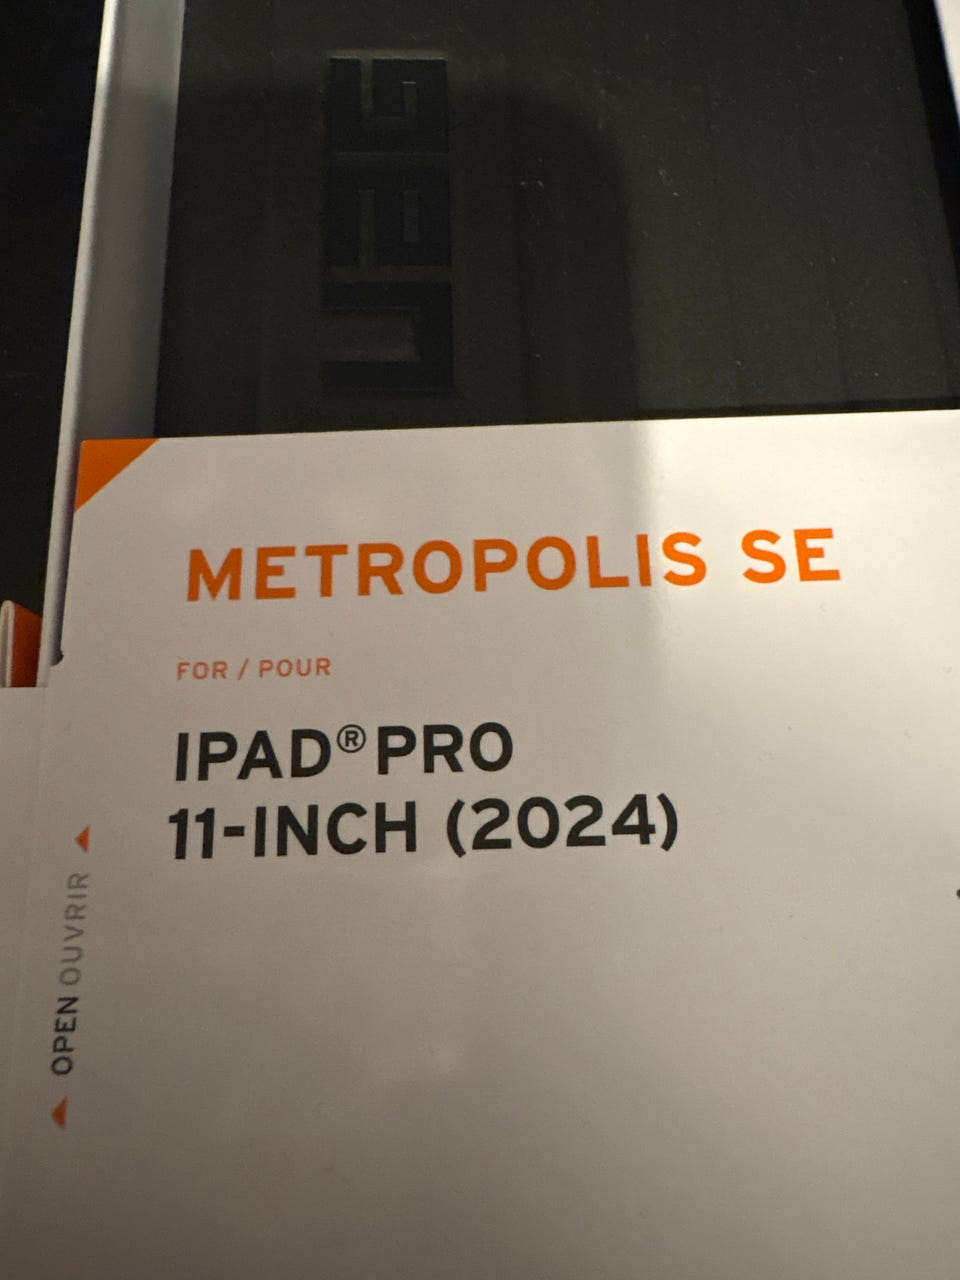 UAG
METROPOLIS SE
FOR / POUR
IPAD® PRO
11-INCH (2024)
OPEN OUVRIR